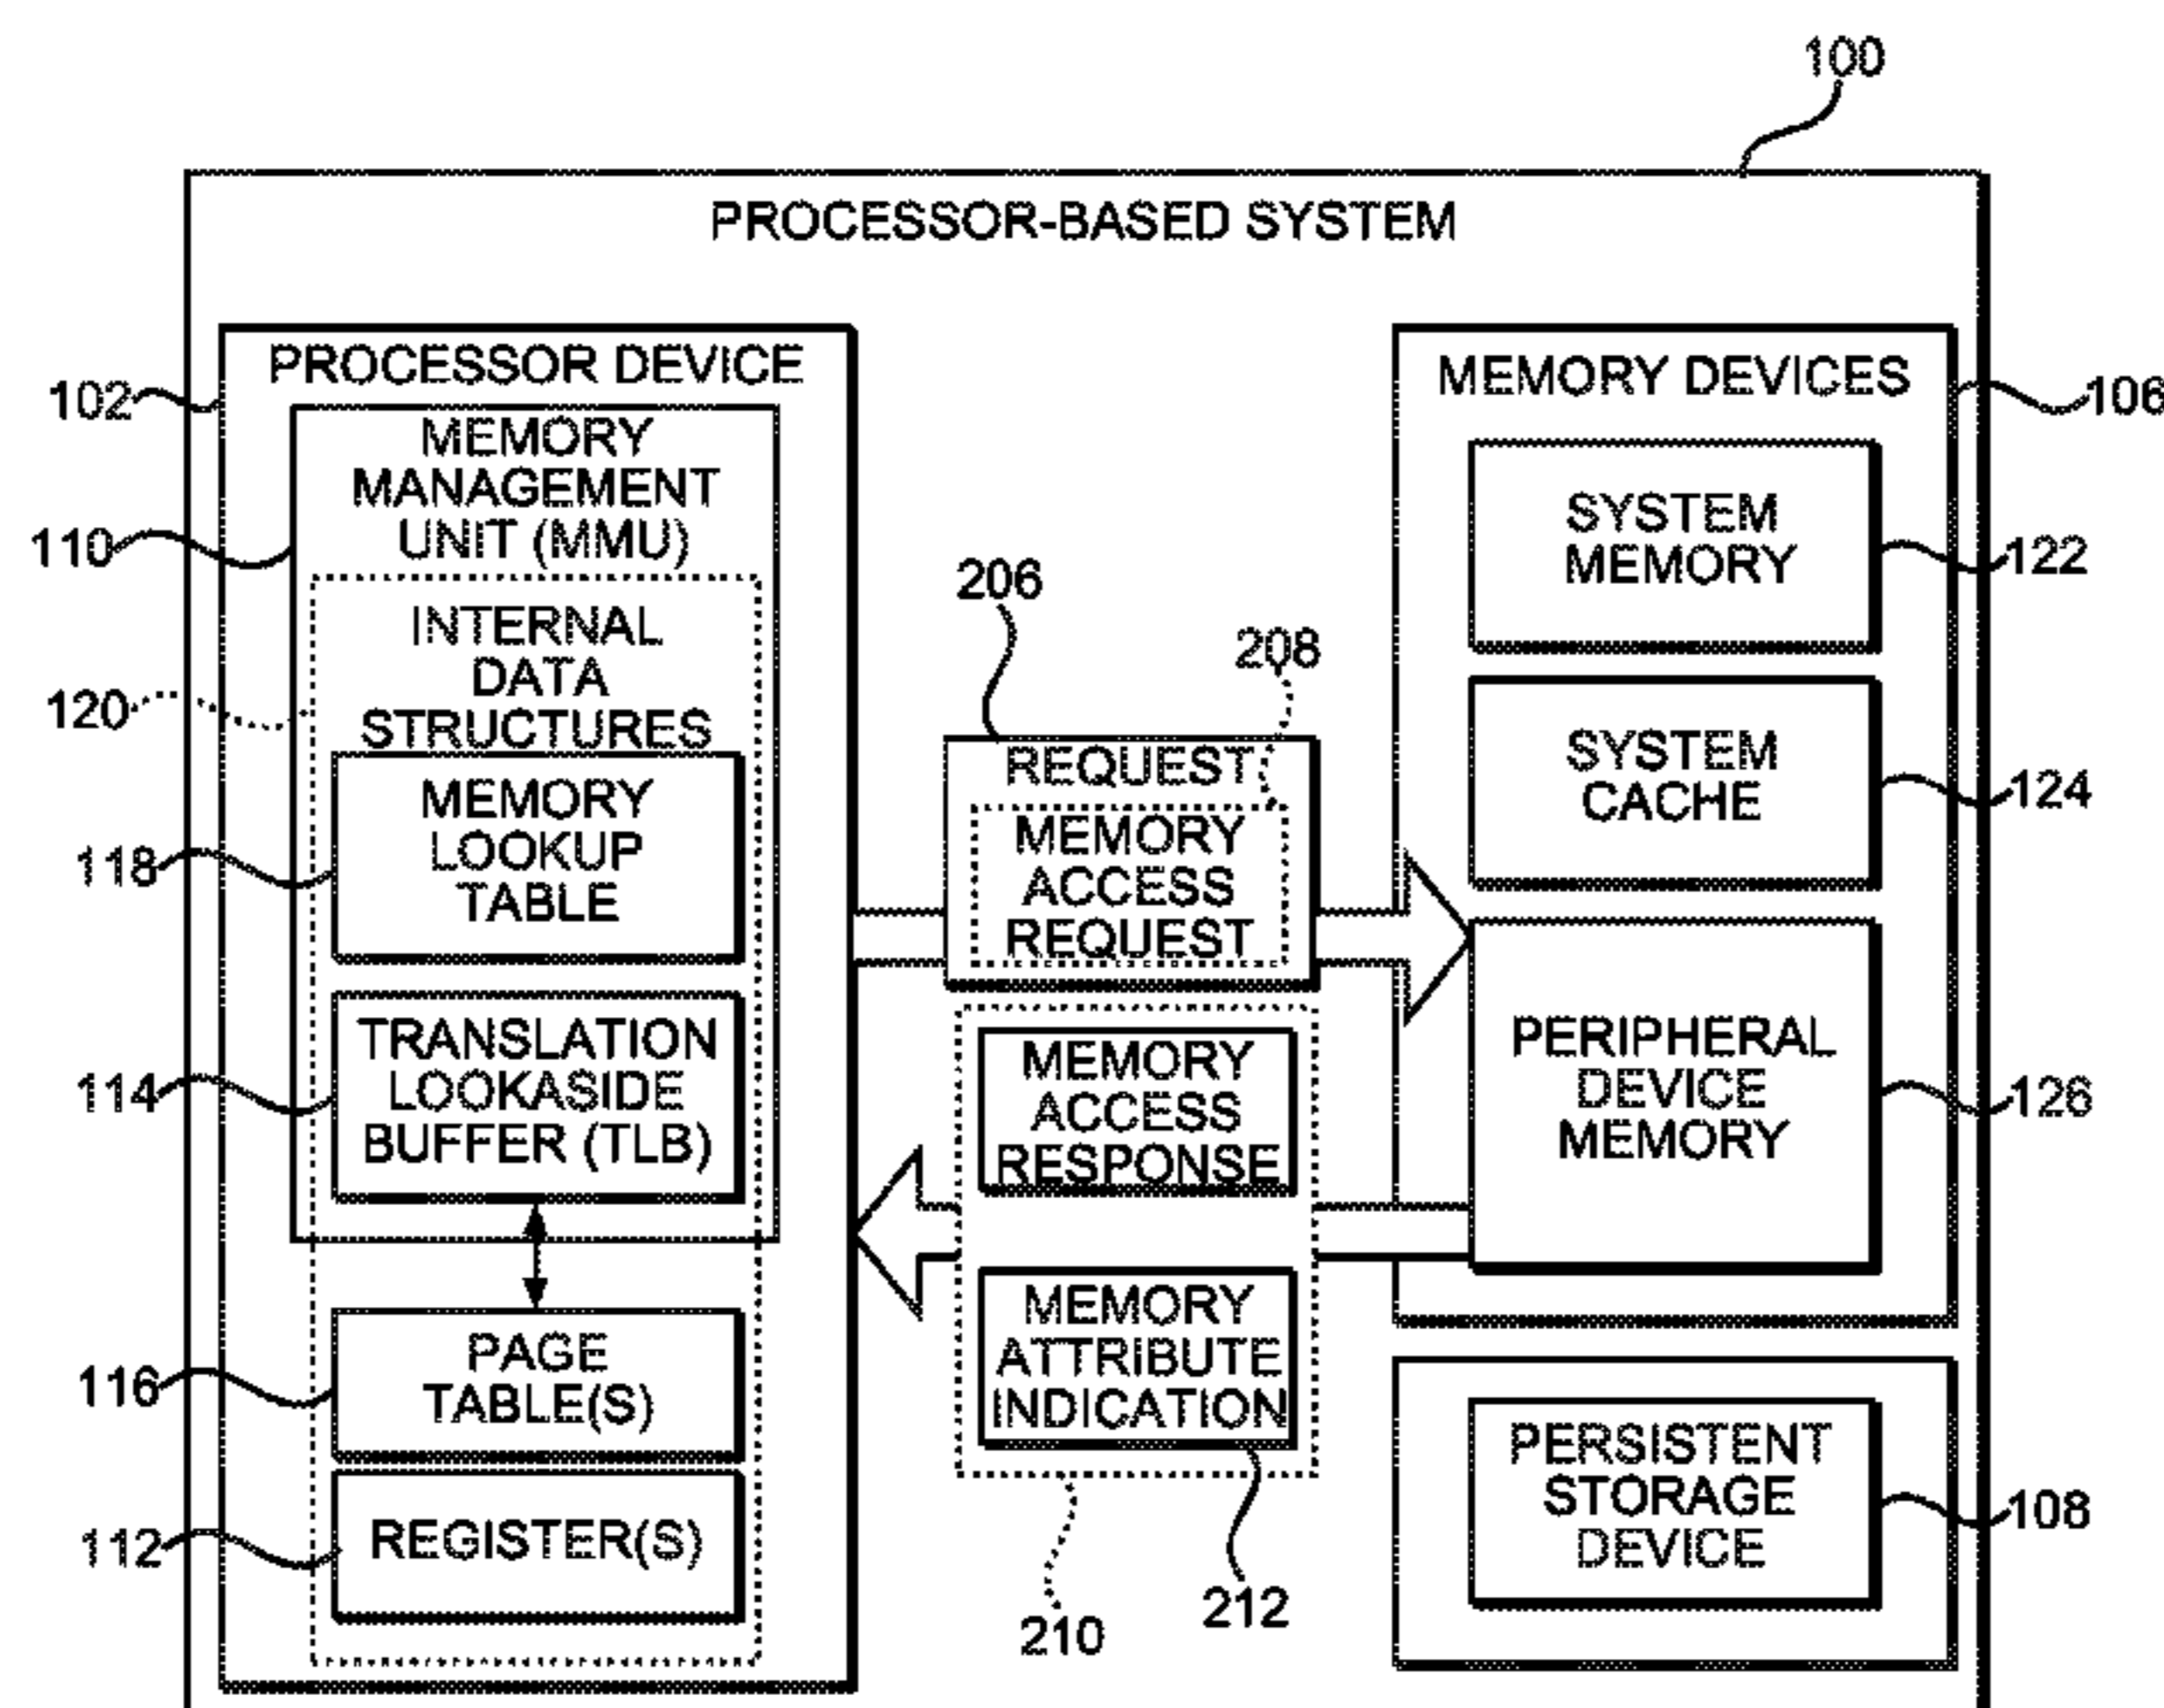 100
PROCESSOR-BASED SYSTEM
PROCESSOR DEVICE
102
MEMORY
MANAGEMENT
UNIT (MMU)
110
INTERNAL
DATA
STRUCTURES
120
MEMORY
LOOKUP
TABLE
118
TRANSLATION
LOOKASIDE
BUFFER (TLB)
114
PAGE
TABLE(S)
116
REGISTER(S)
112
206
208
REQUEST
MEMORY
ACCESS
REQUEST
MEMORY
ACCESS
RESPONSE
MEMORY
ATTRIBUTE
INDICATION
210
212
MEMORY DEVICES
106
SYSTEM
MEMORY
122
SYSTEM
CACHE
124
PERIPHERAL
DEVICE
MEMORY
126
PERSISTENT
STORAGE
DEVICE
108